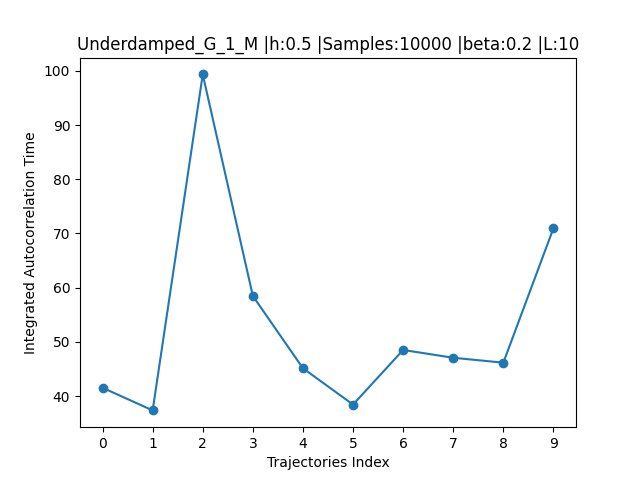 Underdamped_G_1_M |h:0.5 |Samples:10000 |beta:0.2 |L:10
100
90
80
70
60
50
40
Integrated Autocorrelation Time
0 1 2 3 4 5 6 7 8 9
Trajectories Index